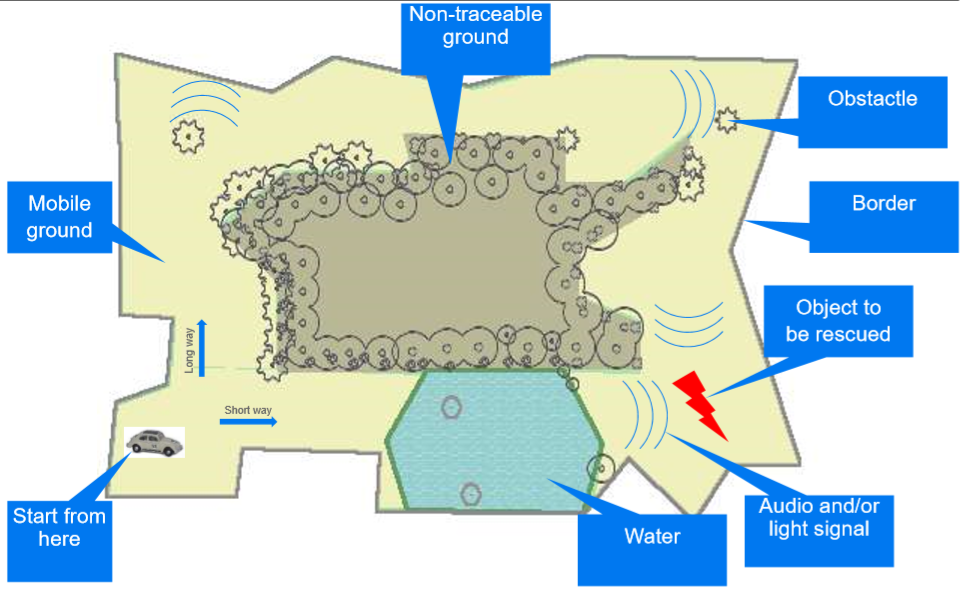 Non-traceable
ground
Obstactle
Mobile
ground
Border
Object to
be rescued
Long way
Short way
Start from
here
Audio and/or
light signal
Water